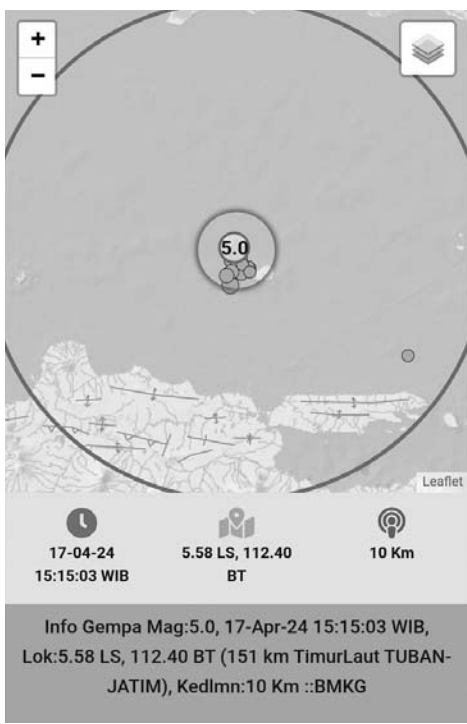 +
−
5.0
Leaflet
17-04-24
15:15:03 WIB
5.58 LS, 112.40
BT
10 Km
Info Gempa Mag:5.0, 17-Apr-24 15:15:03 WIB,
Lok:5.58 LS, 112.40 BT (151 km TimurLaut TUBAN-
JATIM), Kedlmn:10 Km ::BMKG